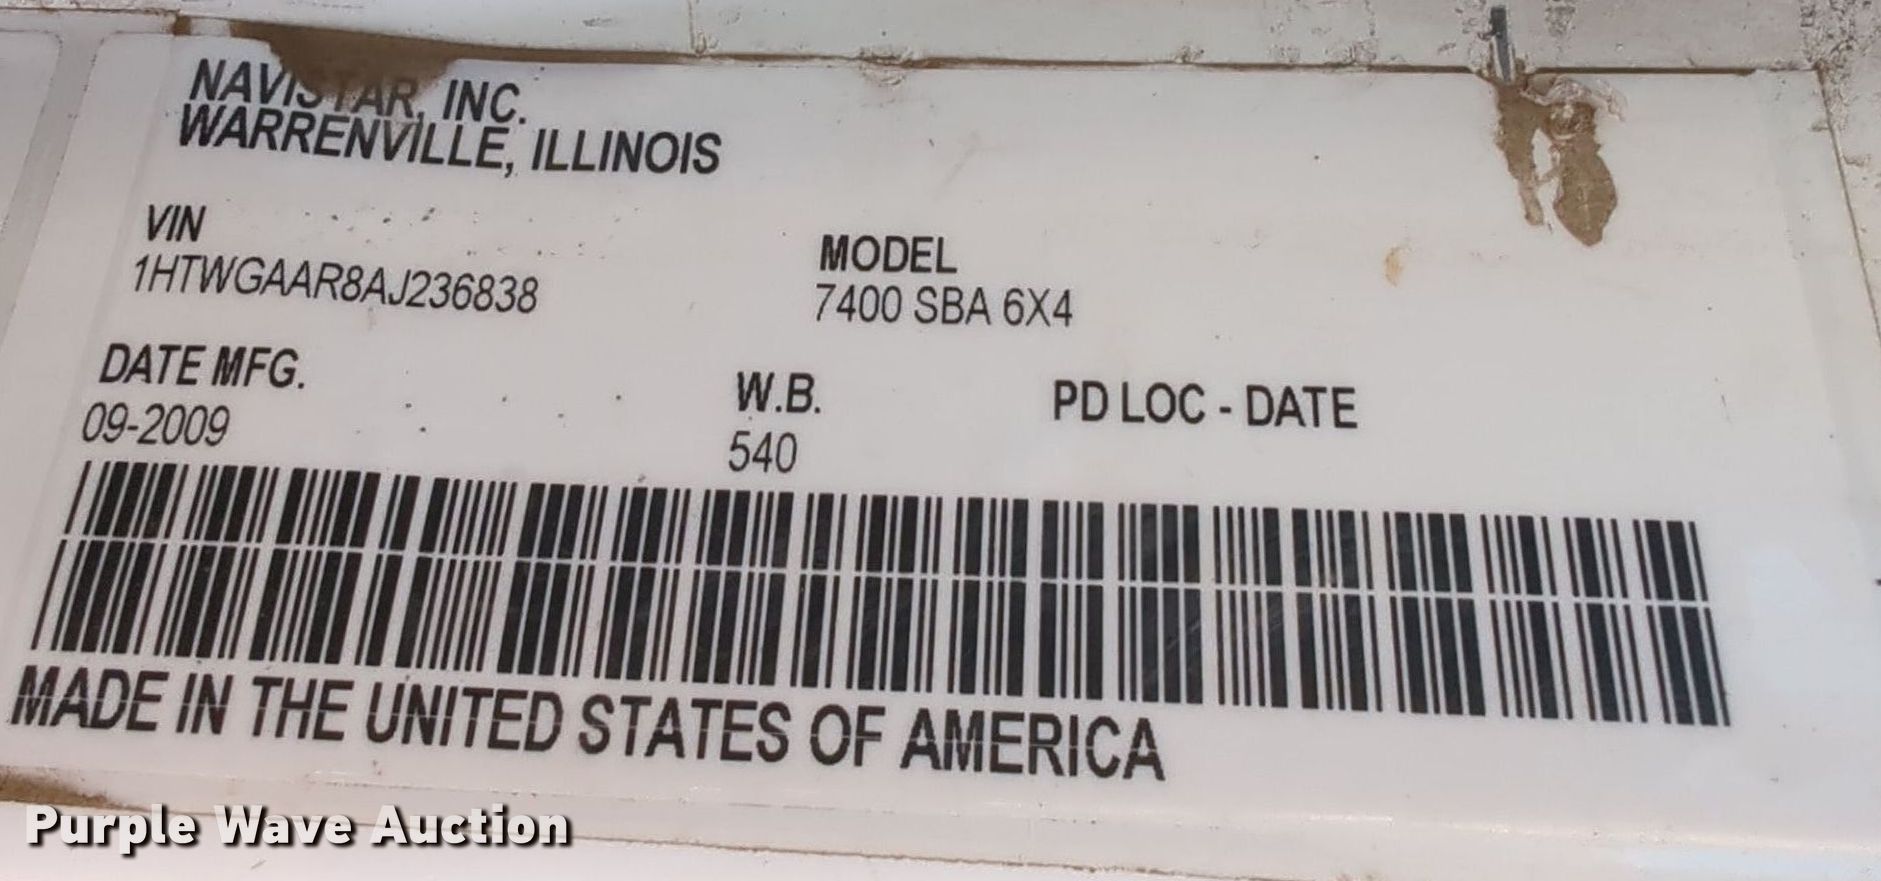 NAVISTAR, INC.
WARRENVILLE, ILLINOIS
VIN
1HTWGAAR8AJ236838
MODEL
7400 SBA 6X4
DATE MFG.
09-2009
W.B.
540
PD LOC - DATE
MADE IN THE UNITED STATES OF AMERICA
Purple Wave Auction